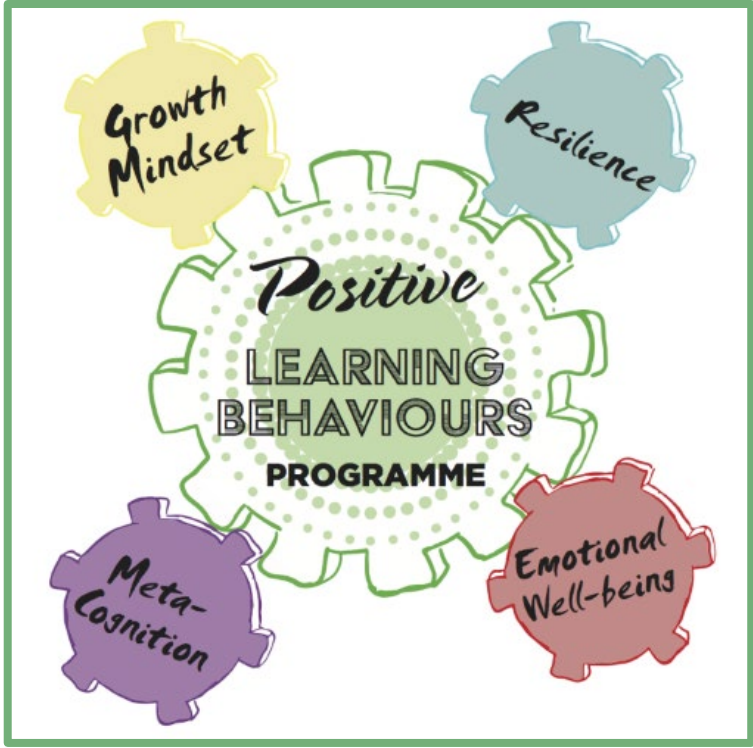 Growth
Mindset
Resilience
Positive
LEARNING
BEHAVIOURS
PROGRAMME
Meta-
Cognition
Emotional
Well-being